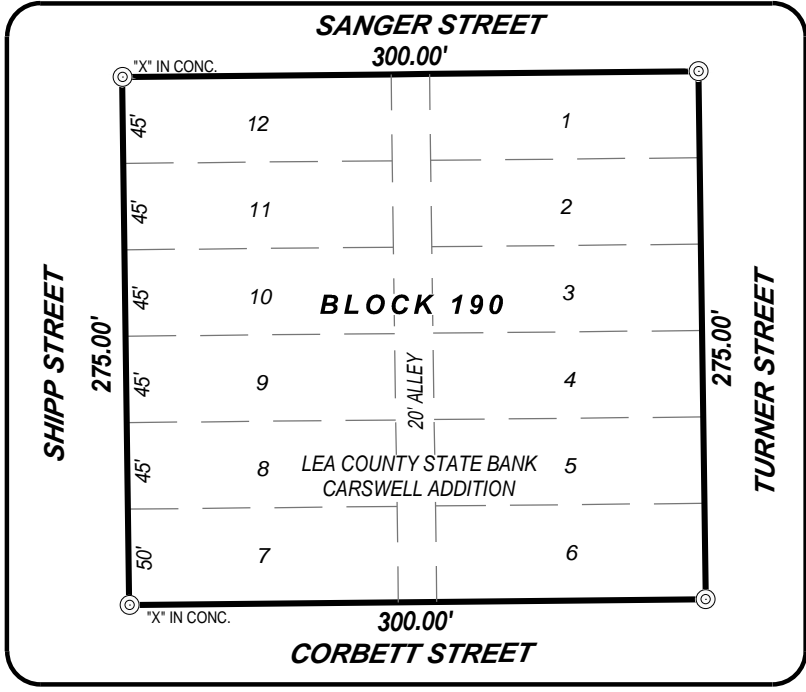 SANGER STREET
300.00'
"X" IN CONC.
45'
12
1
45'
11
2
45'
10
BLOCK 190
3
SHIPP STREET
275.00'
275.00'
TURNER STREET
45'
9
20' ALLEY
4
45'
8
LEA COUNTY STATE BANK
CARSWELL ADDITION
5
50'
7
6
"X" IN CONC.
300.00'
CORBETT STREET